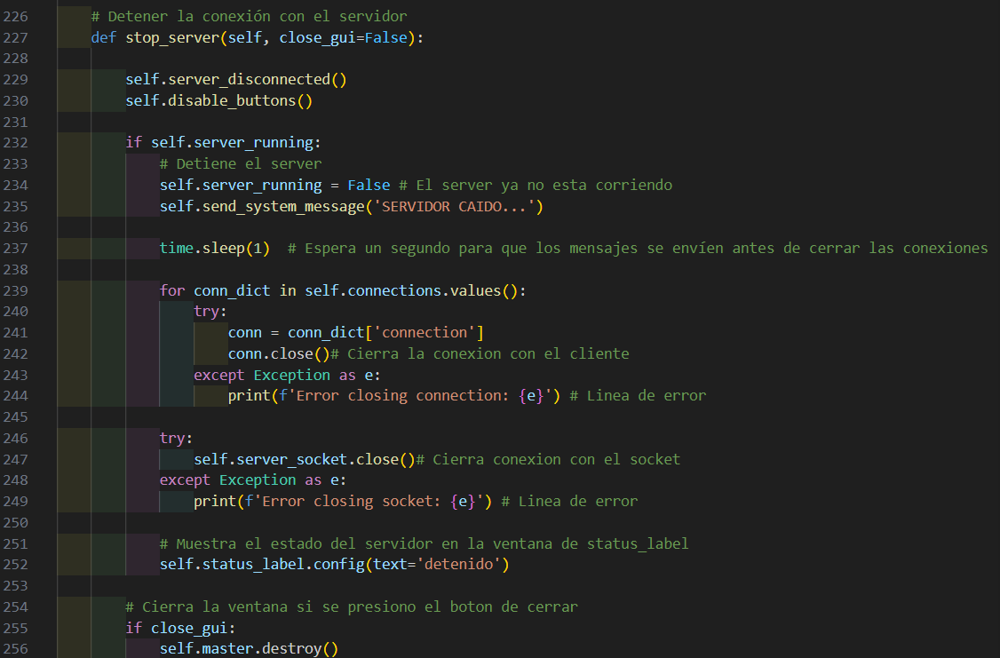 226 # Detener la conexión con el servidor
227 def stop_server(self, close_gui=False):
228
229 self.server_disconnected()
230 self.disable_buttons()
231
232 if self.server_running:
233 # Detiene el server
234 self.server_running = False # El server ya no esta corriendo
235 self.send_system_message('SERVIDOR CAIDO...')
236
237 time.sleep(1)  # Espera un segundo para que los mensajes se envíen antes de cerrar las conexiones
238
239 for conn_dict in self.connections.values():
240 try:
241 conn = conn_dict['connection']
242 conn.close()# Cierra la conexion con el cliente
243 except Exception as e:
244 print(f'Error closing connection: {e}') # Linea de error
245
246 try:
247 self.server_socket.close()# Cierra conexion con el socket
248 except Exception as e:
249 print(f'Error closing socket: {e}') # Linea de error
250
251 # Muestra el estado del servidor en la ventana de status_label
252 self.status_label.config(text='detenido')
253
254 # Cierra la ventana si se presiono el boton de cerrar
255 if close_gui:
256 self.master.destroy()